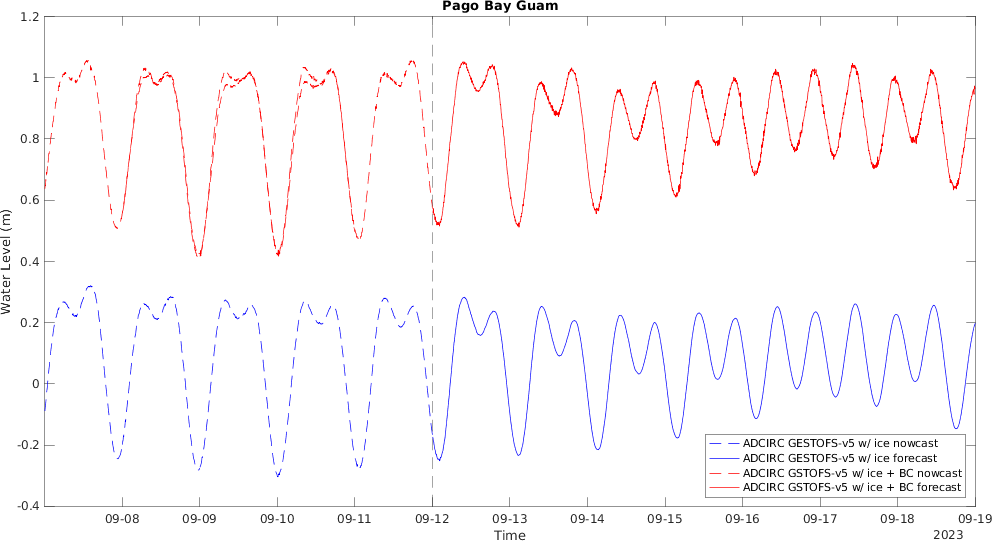 Pago Bay Guam
1.2
1
0.8
0.6
0.4
0.2
0
-0.2
-0.4
Water Level (m)
ADCIRC GESTOFS-v5 w/ ice nowcast
ADCIRC GESTOFS-v5 w/ ice forecast
ADCIRC GSTOFS-v5 w/ ice + BC nowcast
ADCIRC GSTOFS-v5 w/ ice + BC forecast
09-08 09-09 09-10 09-11 09-12 09-13 09-14 09-15 09-16 09-17 09-18 09-19
Time
2023